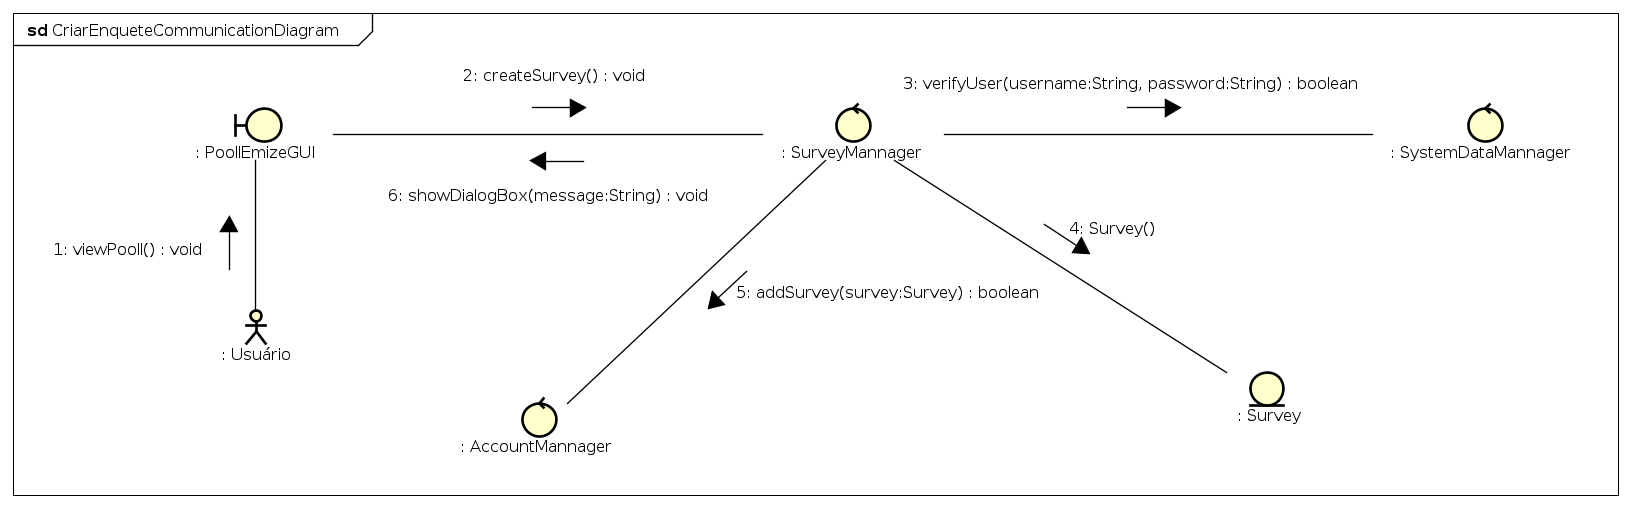 sd CriarEnqueteCommunicationDiagram
2: createSurvey() : void
3: verifyUser(username:String, password:String) : boolean
: PoollEmizeGUI
: SurveyMannager
: SystemDataMannager
6: showDialogBox(message:String) : void
4: Survey()
1: viewPooll() : void
5: addSurvey(survey:Survey) : boolean
: Usuário
: Survey
: AccountMannager